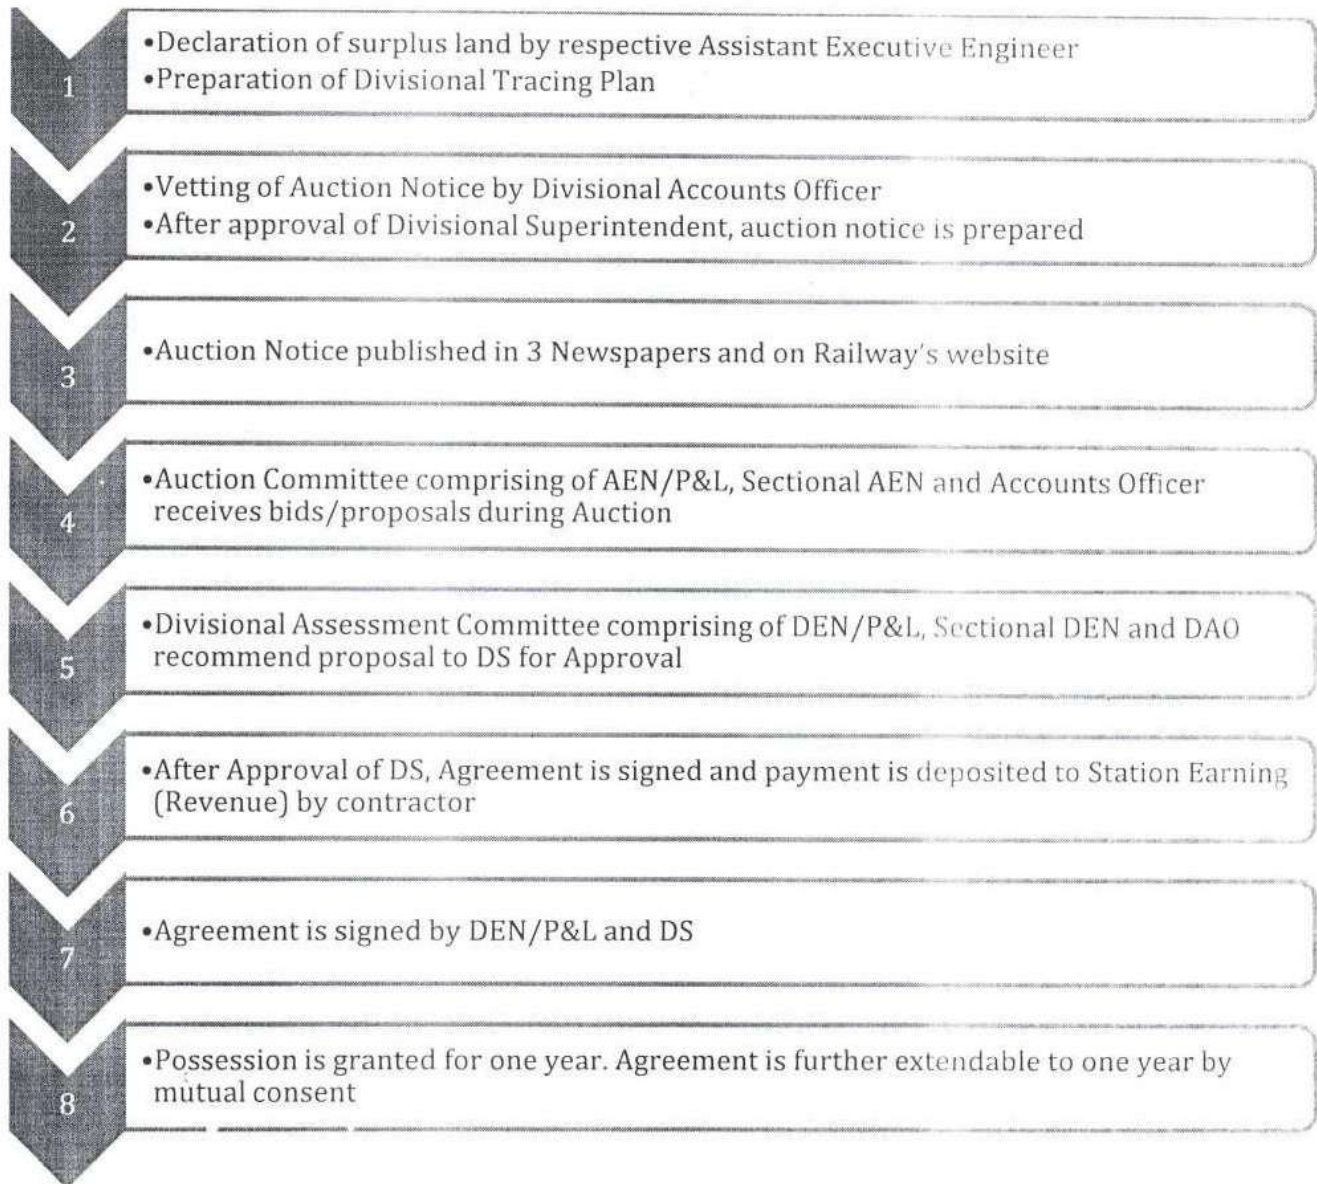 1
•Declaration of surplus land by respective Assistant Executive Engineer
•Preparation of Divisional Tracing Plan
2
•Vetting of Auction Notice by Divisional Accounts Officer
•After approval of Divisional Superintendent, auction notice is prepared
3
•Auction Notice published in 3 Newspapers and on Railway's website
4
•Auction Committee comprising of AEN/P&L, Sectional AEN and Accounts Officer
receives bids/proposals during Auction
5
•Divisional Assessment Committee comprising of DEN/P&L, Sectional DEN and DAO
recommend proposal to DS for Approval
6
•After Approval of DS, Agreement is signed and payment is deposited to Station Earning
(Revenue) by contractor
7
•Agreement is signed by DEN/P&L and DS
8
•Possession is granted for one year. Agreement is further extendable to one year by
mutual consent